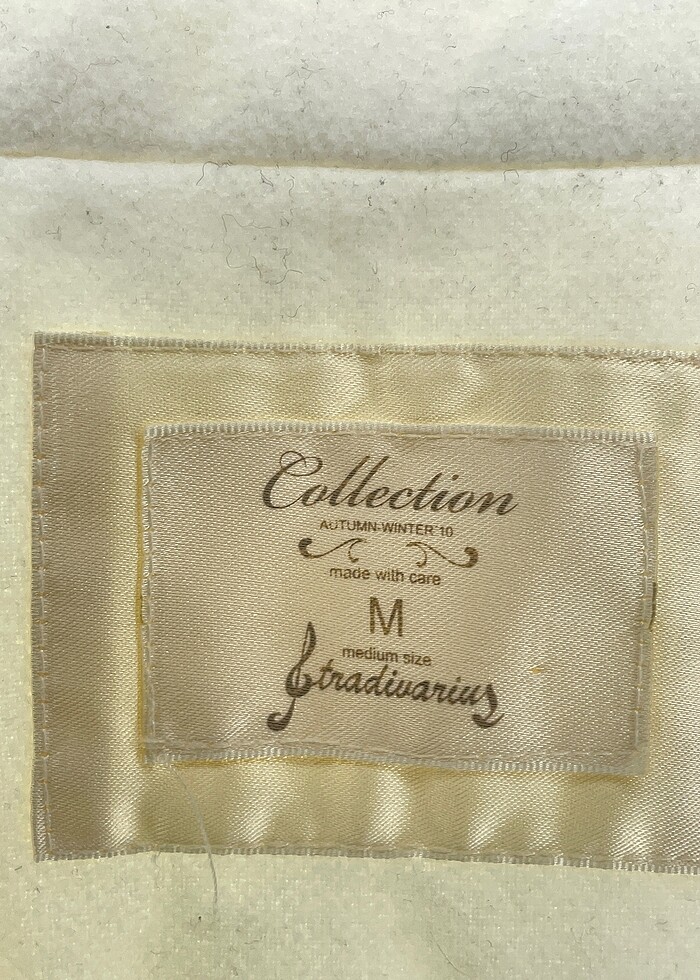 Collection
AUTUMN-WINTER'10
made with care
M
medium size
Stradivarius